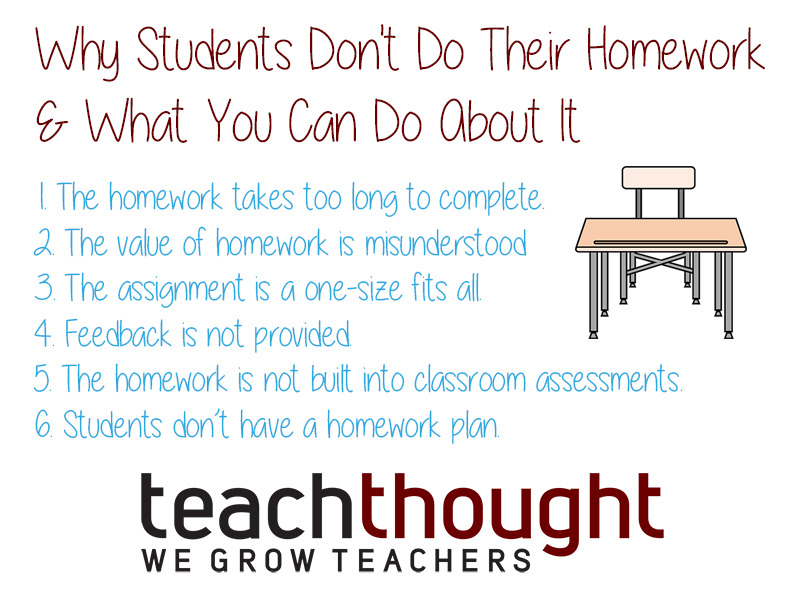 Why Students Don't Do Their Homework
& What You Can Do About It
1. The homework takes too long to complete.
2. The value of homework is misunderstood
3. The assignment is a one-size fits all.
4. Feedback is not provided.
5. The homework is not built into classroom assessments.
6. Students don't have a homework plan.
teachthought
WE GROW TEACHERS